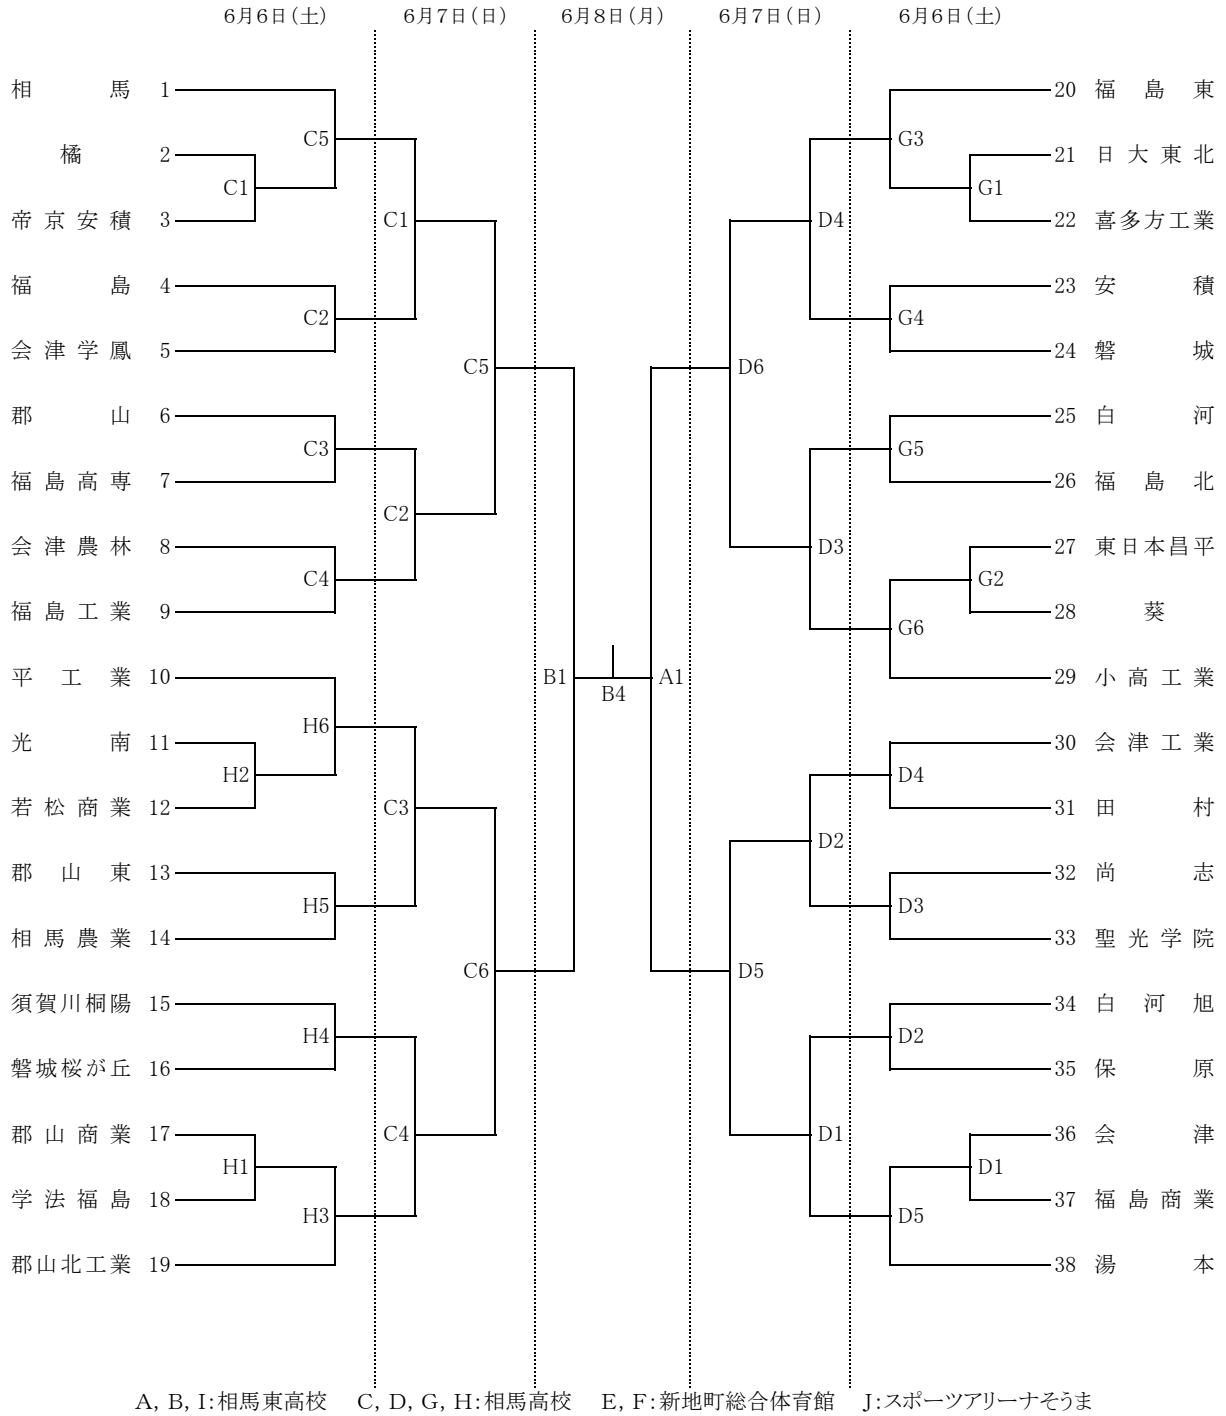 6月6日(土) 6月7日(日) 6月8日(月) 6月7日(日) 6月6日(土)
相馬 1 20 福島東
C5 G3
橘 2 21 日大東北
C1 G1
帝京安積 3 C1 D4 22 喜多方工業
福島 4 23 安積
C2 G4
会津学鳳 5 24 磐城
C5 D6
郡山 6 25 白河
C3 G5
福島高専 7 26 福島北
C2
会津農林 8 D3 27 東日本昌平
C4 G2
福島工業 9 28 葵
G6
平工業 10 B1 A1 29 小高工業
B4
H6
光南 11 30 会津工業
H2 D4
若松商業 12 C3 31 田村
D2
郡山東 13 32 尚志
H5 D3
相馬農業 14 33 聖光学院
C6 D5
須賀川桐陽 15 34 白河旭
H4 D2
磐城桜が丘 16 35 保原
郡山商業 17 C4 D1 36 会津
H1 D1
学法福島 18 37 福島商業
H3 D5
郡山北工業 19 38 湯本
A, B, I:相馬東高校 C, D, G, H:相馬高校 E, F:新地町総合体育館 J:スポーツアリーナそうま